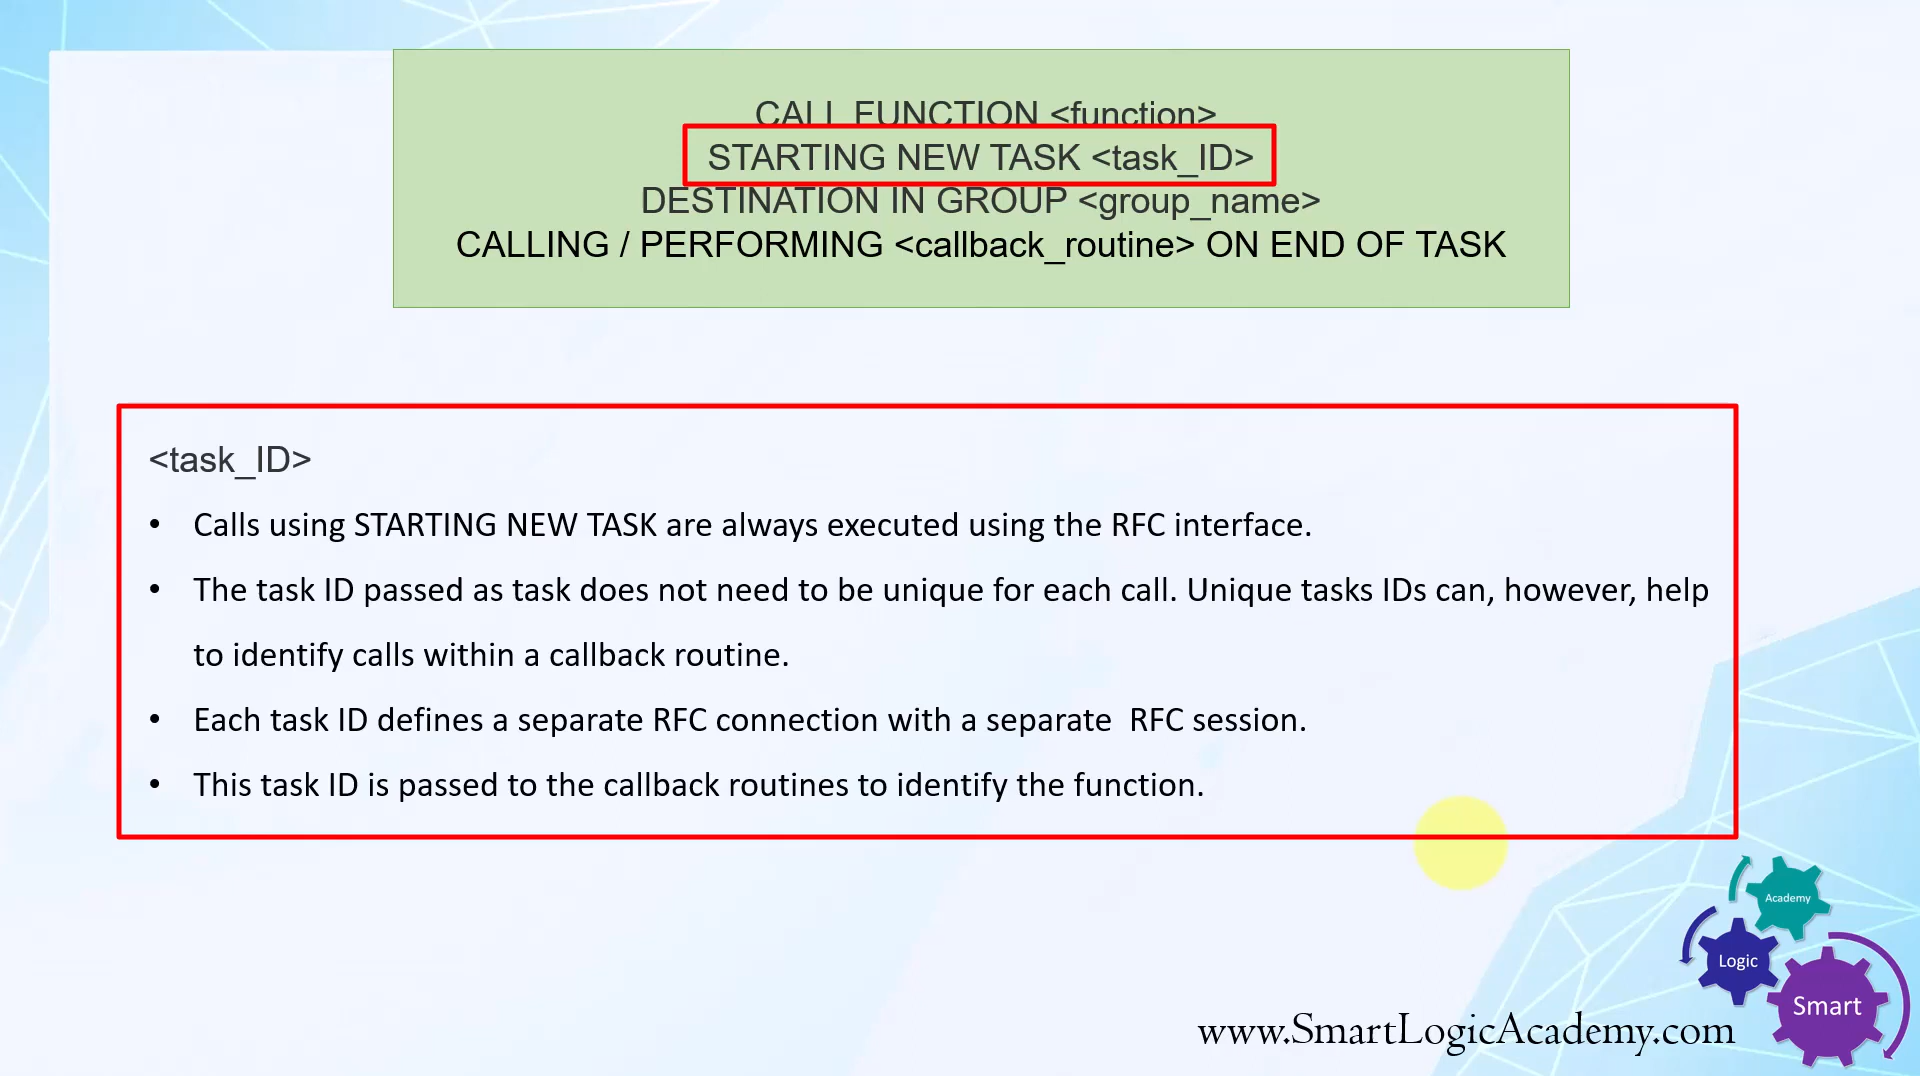 CALL FUNCTION <function>
STARTING NEW TASK <task_ID>
DESTINATION IN GROUP <group_name>
CALLING / PERFORMING <callback_routine> ON END OF TASK
<task_ID>
• Calls using STARTING NEW TASK are always executed using the RFC interface.
• The task ID passed as task does not need to be unique for each call. Unique tasks IDs can, however, help
to identify calls within a callback routine.
• Each task ID defines a separate RFC connection with a separate  RFC session.
• This task ID is passed to the callback routines to identify the function.
Academy
Logic
Smart
www.SmartLogicAcademy.com